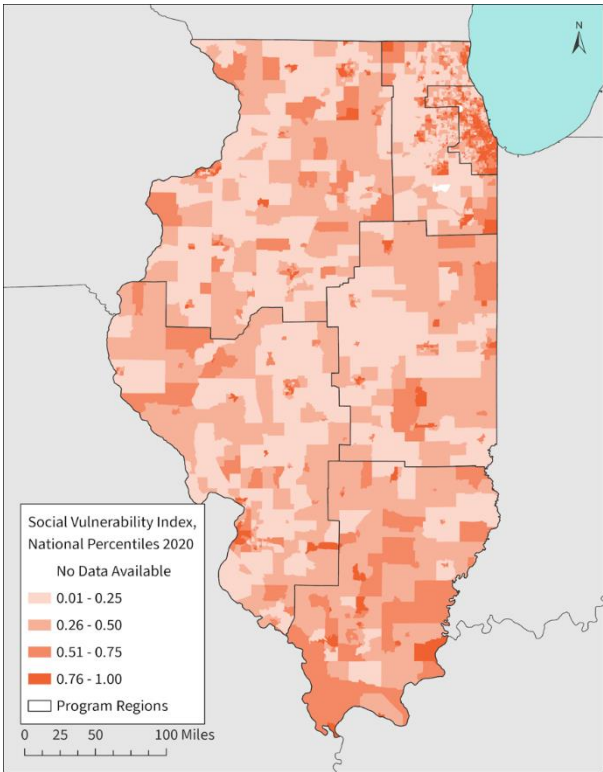 N
Social Vulnerability Index,
National Percentiles 2020
No Data Available
0.01 - 0.25
0.26 - 0.50
0.51 - 0.75
0.76 - 1.00
Program Regions
0 25 50 100 Miles